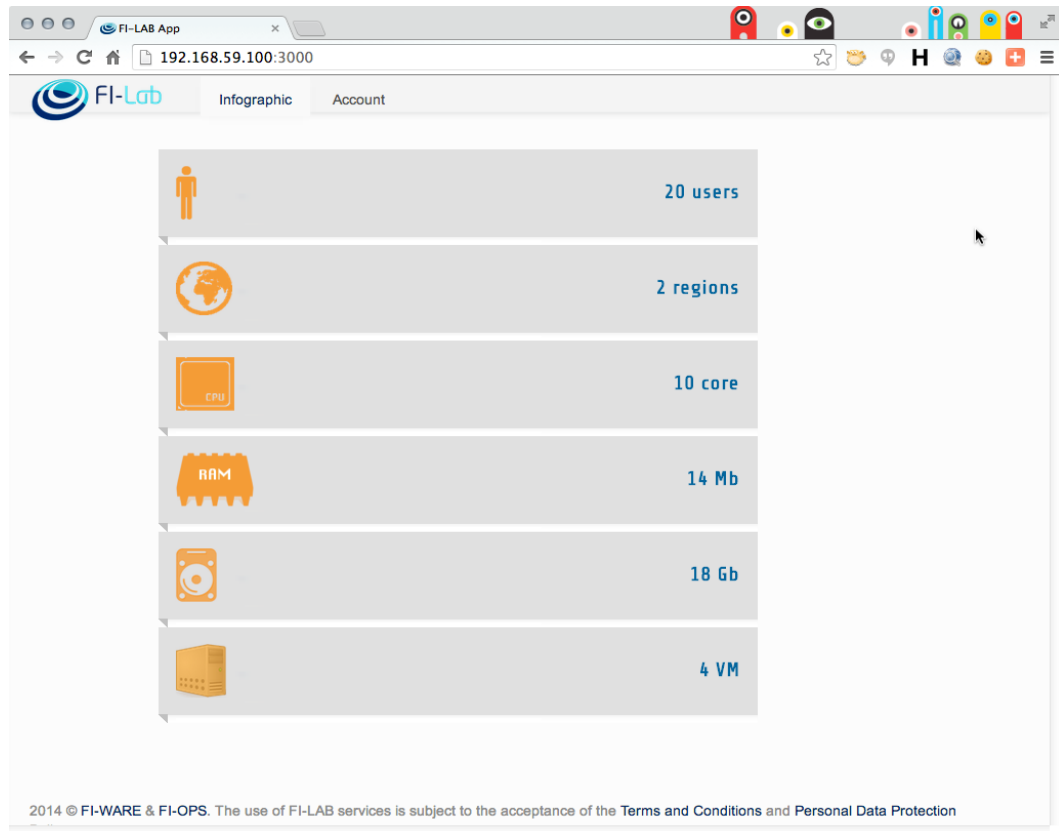 FI-LAB App
192.168.59.100:3000
FI-Lab
Infographic
Account
20 users
2 regions
CPU
10 core
RAM
14 Mb
18 Gb
4 VM
2014 © FI-WARE & FI-OPS. The use of FI-LAB services is subject to the acceptance of the Terms and Conditions and Personal Data Protection